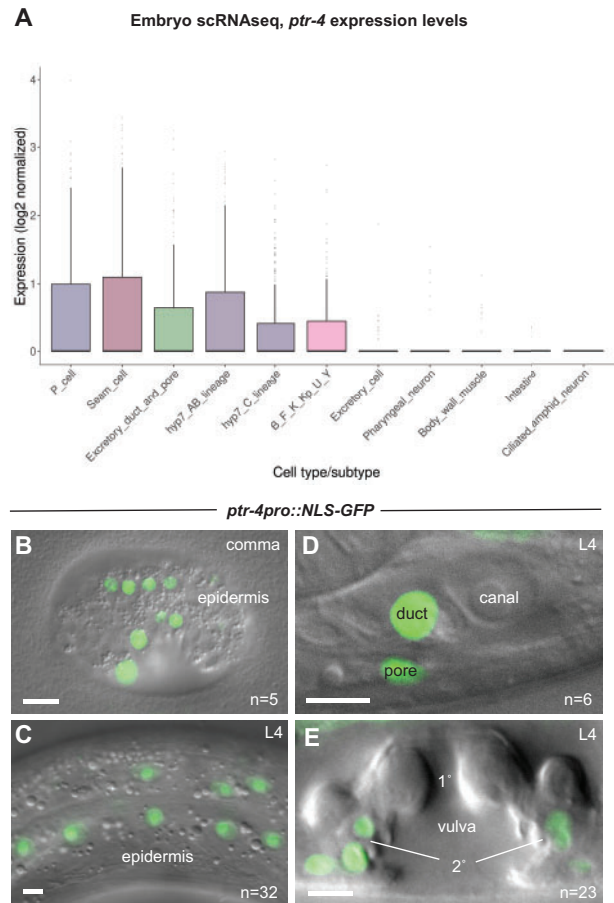 A
Embryo scRNAseq, ptr-4 expression levels
Expression (log2 normalized)
4
3
2
1
0
P_cell
Seam_cell
Excretory_duct_and_pore
hyp7_AB_lineage
hyp7_C_lineage
6_F_K_Kp_U_Y
Excretory_cell
Pharyngeal_neuron
Body_wall_muscle
Intestine
Ciliated_amphid_neuron
Cell type/subtype
ptr-4pro::NLS-GFP
B
comma
epidermis
n=5
D
L4
duct
canal
pore
n=6
C
L4
epidermis
n=32
E
L4
1°
vulva
2°
n=23